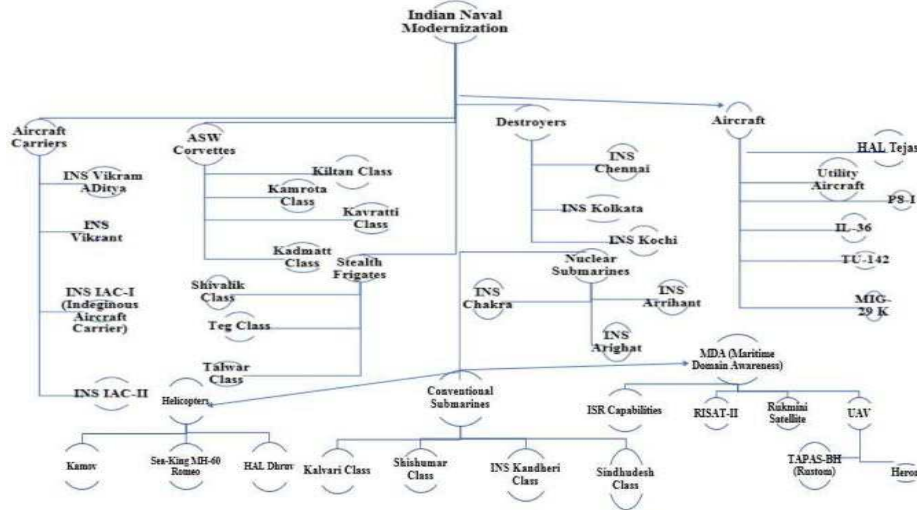 Indian Naval
Modernization
Aircraft
Carriers
INS Vikram
ADitya
INS
Vikrant
INS IAC-I
(Indeginous
Aircraft
Carrier)
INS IAC-II
ASW
Corvettes
Kiltan Class
Kamrota
Class
Kavratti
Class
Kadmatt
Class
Stealth
Frigates
Shivalik
Class
Teg Class
Talwar
Class
Destroyers
INS
Chennai
INS Kolkata
INS Kochi
Nuclear
Submarines
INS
Chakra
INS
Arrihant
INS
Arighat
Aircraft
HAL Tejas
Utility
Aircraft
P8-I
IL-36
TU-142
MIG-
29 K
Helicopters
Kamov
Sea-King MH-60
Romeo
HAL Dhruv
Conventional
Submarines
Kalvari Class
Shishumar
Class
INS Kandheri
Class
Sindhudesh
Class
MDA (Maritime
Domain Awareness)
ISR Capabilities
RISAT-II
Rukmini
Satellite
UAV
TAPAS-BH
(Rustom)
Heron